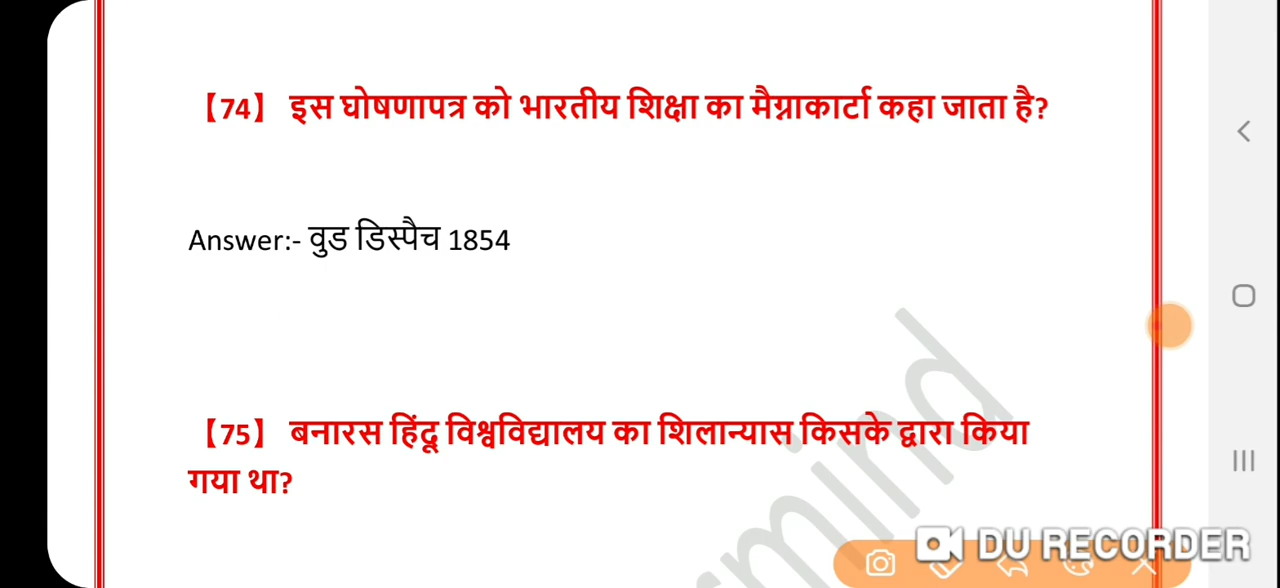 【74】 इस घोषणापत्र को भारतीय शिक्षा का मैग्नाकार्टा कहा जाता है?
Answer:- वुड डिस्पैच 1854
【75】 बनारस हिंदू विश्वविद्यालय का शिलान्यास किसके द्वारा किया
गया था?
DU RECORDER